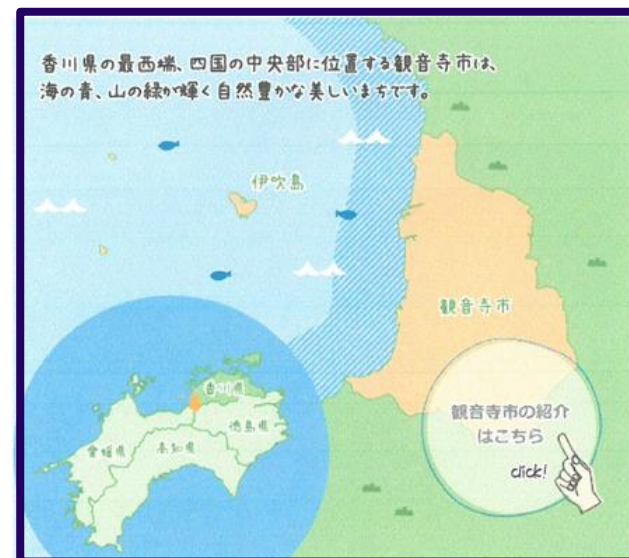 香川県の最西端、四国の中央部に位置する観音寺市は、
海の青、山の緑が輝く自然豊かな美しいまちです。
伊吹島
観音寺市
香川県
徳島県
愛媛県
高知県
観音寺市の紹介
はこちら
click!